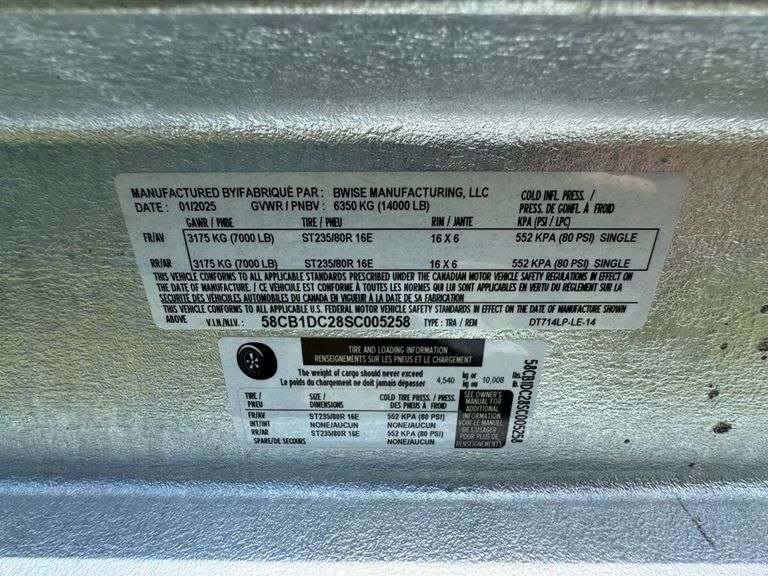 MANUFACTURED BY/FABRIQUÉ PAR : BWISE MANUFACTURING, LLC
DATE : 01/2025 GVWR / PNBV : 6350 KG (14000 LB)
COLD INFL. PRESS. /
PRESS. DE GONFL. À FROID
GAWR / PNBE TIRE / PNEU RIM / JANTE KPA (PSI / LPC)
FR/AV 3175 KG (7000 LB) ST235/80R 16E 16 X 6 552 KPA (80 PSI) SINGLE
RR/AR 3175 KG (7000 LB) ST235/80R 16E 16 X 6 552 KPA (80 PSI) SINGLE
THIS VEHICLE CONFORMS TO ALL APPLICABLE STANDARDS PRESCRIBED UNDER THE CANADIAN MOTOR VEHICLE SAFETY REGULATIONS IN EFFECT ON
THE DATE OF MANUFACTURE. / CE VÉHICULE EST CONFORME À TOUTES LES NORMES QUI LUI SONT APPLICABLES EN VERTU DU RÈGLEMENT SUR LA
SÉCURITÉ DES VÉHICULES AUTOMOBILES DU CANADA EN VIGUEUR À LA DATE DE SA FABRICATION
THIS VEHICLE CONFORMS TO ALL APPLICABLE U.S. FEDERAL MOTOR VEHICLE SAFETY STANDARDS IN EFFECT ON THE DATE OF MANUFACTURE SHOWN
ABOVE V.I.N./N.I.V.: 58CB1DC28SC005258 TYPE : TRA / REM DT714LP-LE-14
TIRE AND LOADING INFORMATION
RENSEIGNEMENTS SUR LES PNEUS ET LE CHARGEMENT
The weight of cargo should never exceed
Le poids du chargement ne doit jamais dépasser
4,540 kg or kg ou 10,008 lb. lb.
TIRE / PNEU SIZE / DIMENSIONS COLD TIRE PRESS. DES PNEUS À FROID
FR/AV ST235/80R 16E 552 KPA (80 PSI)
INT/INT NONE/AUCUN NONE/AUCUN
RR/AR ST235/80R 16E 552 KPA (80 PSI)
SPARE/DE SECOURS NONE/AUCUN NONE/AUCUN
SEE OWNER'S
MANUAL FOR
ADDITIONAL
INFORMATION
VOIR LE MANUEL
DE L'USAGER
POUR PLUS DE
RENSEIGNEMENTS
58CB1DC28SC005258